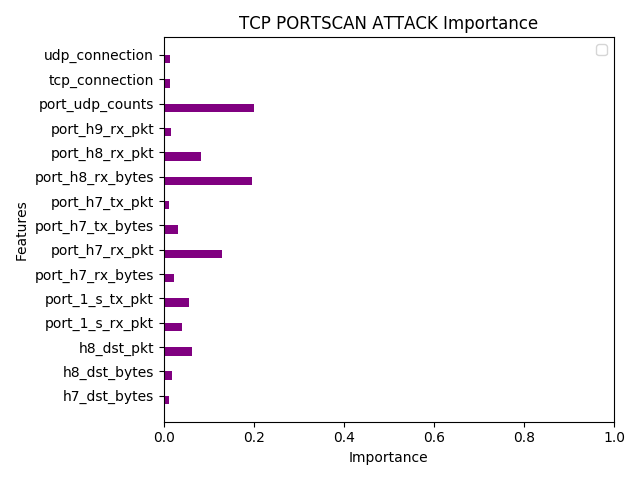 TCP PORTSCAN ATTACK Importance
udp_connection
tcp_connection
port_udp_counts
port_h9_rx_pkt
port_h8_rx_pkt
port_h8_rx_bytes
port_h7_tx_pkt
port_h7_tx_bytes
port_h7_rx_pkt
port_h7_rx_bytes
port_1_s_tx_pkt
port_1_s_rx_pkt
h8_dst_pkt
h8_dst_bytes
h7_dst_bytes
Features
0.0 0.2 0.4 0.6 0.8 1.0
Importance